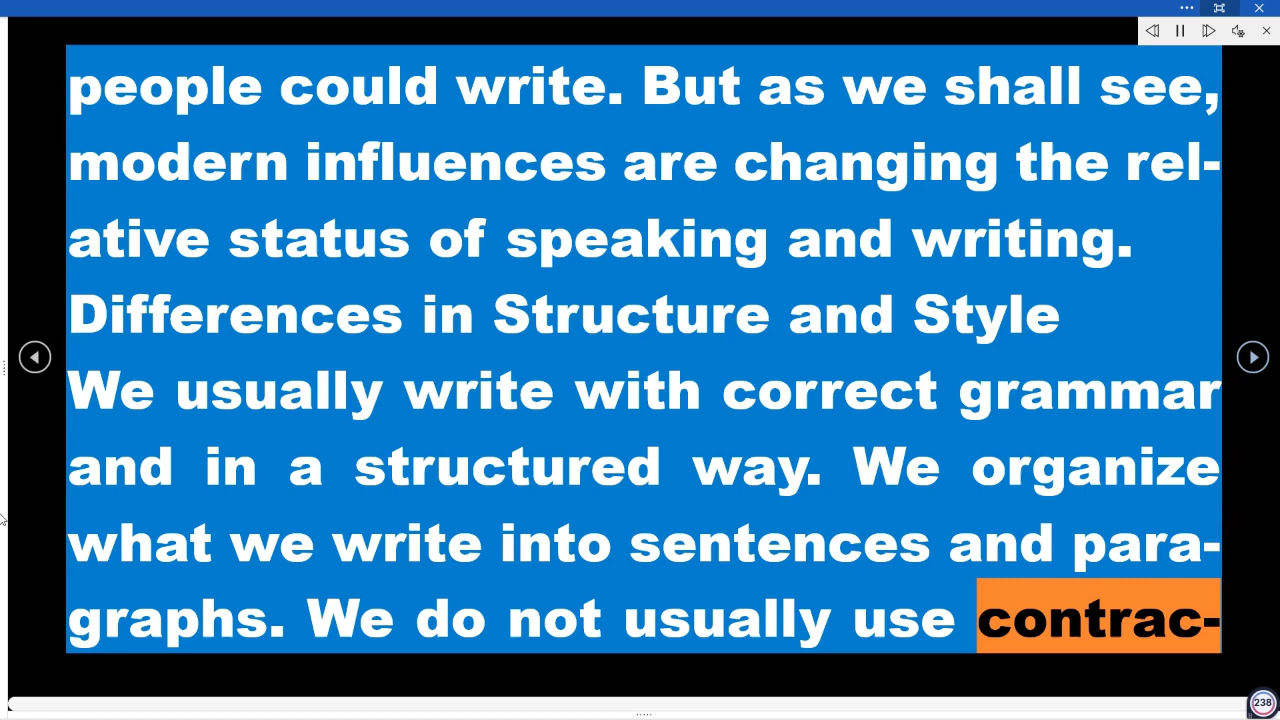 people could write. But as we shall see,
modern influences are changing the rel-
ative status of speaking and writing.
Differences in Structure and Style
We usually write with correct grammar
and in a structured way. We organize
what we write into sentences and para-
graphs. We do not usually use contrac-
238